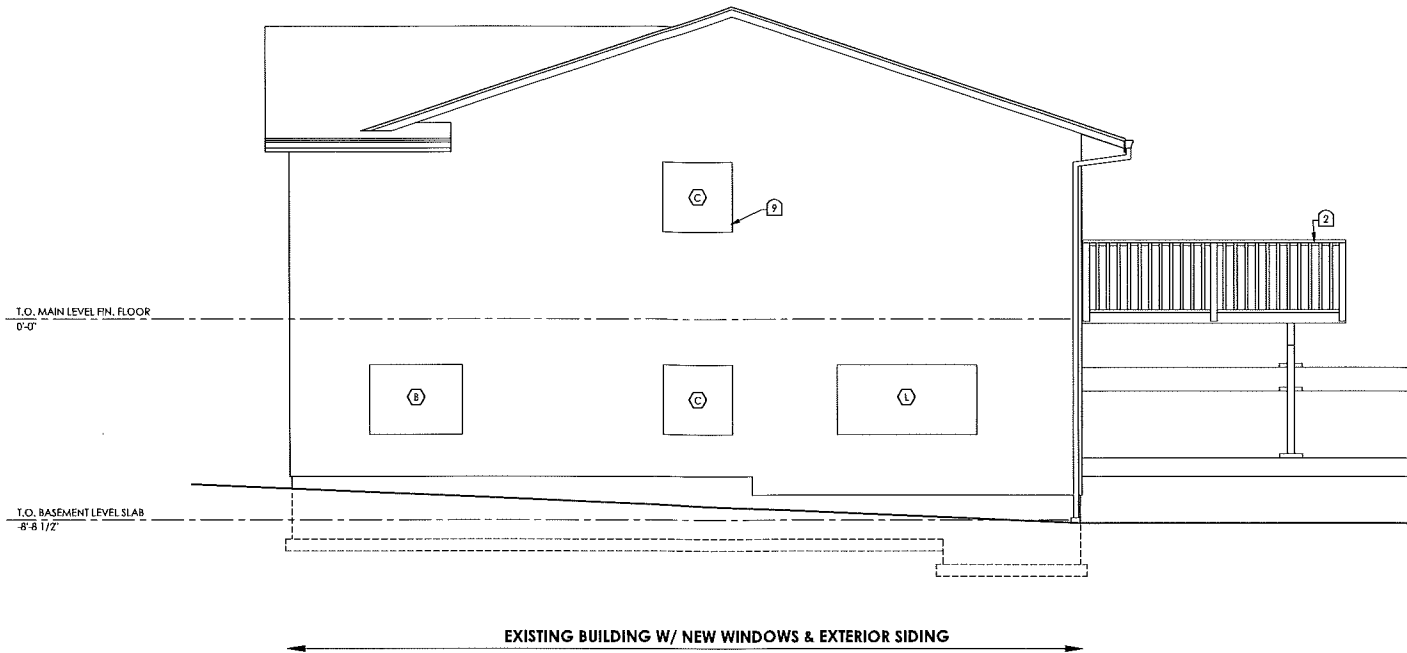 C
9
2
T.O. MAIN LEVEL FIN. FLOOR
0'-0"
B
C
L
T.O. BASEMENT LEVEL SLAB
-8'-8 1/2"
EXISTING BUILDING W/ NEW WINDOWS & EXTERIOR SIDING